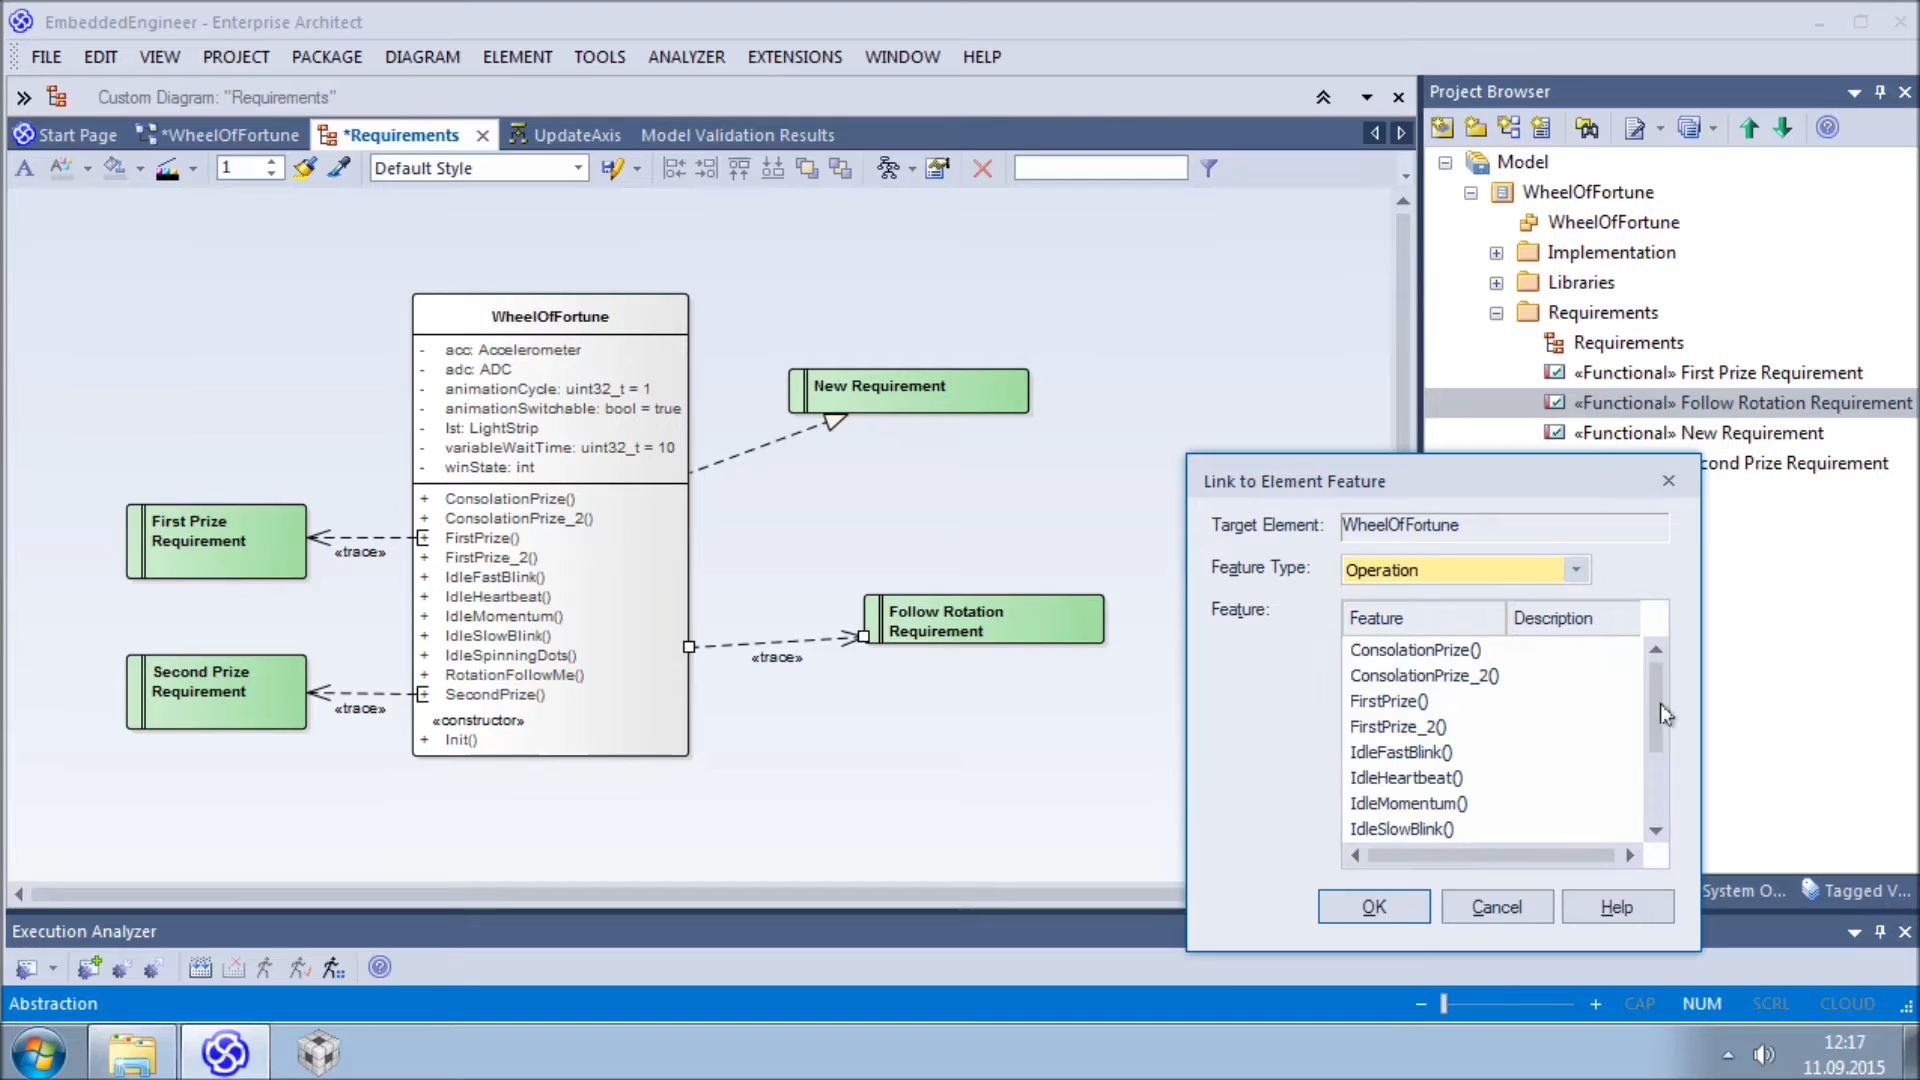 EmbeddedEngineer - Enterprise Architect
FILE EDIT VIEW PROJECT PACKAGE DIAGRAM ELEMENT TOOLS ANALYZER EXTENSIONS WINDOW HELP
Custom Diagram: "Requirements"
Start Page *WheelOfFortune *Requirements UpdateAxis Model Validation Results
1 Default Style
WheelOfFortune
- acc: Accelerometer
- adc: ADC
- animationCycle: uint32_t = 1
- animationSwitchable: bool = true
- lst: LightStrip
- variableWaitTime: uint32_t = 10
- winState: int
+ ConsolationPrize()
+ ConsolationPrize_2()
+ FirstPrize()
+ FirstPrize_2()
+ IdleFastBlink()
+ IdleHeartbeat()
+ IdleMomentum()
+ IdleSlowBlink()
+ IdleSpinningDots()
+ RotationFollowMe()
+ SecondPrize()
«constructor»
+ Init()
First Prize
Requirement
«trace»
Second Prize
Requirement
«trace»
New Requirement
Follow Rotation
Requirement
«trace»
Project Browser
Model
WheelOfFortune
WheelOfFortune
Implementation
Libraries
Requirements
Requirements
«Functional» First Prize Requirement
«Functional» Follow Rotation Requirement
«Functional» New Requirement
cond Prize Requirement
Link to Element Feature
Target Element: WheelOfFortune
Feature Type: Operation
Feature:
Feature Description
ConsolationPrize()
ConsolationPrize_2()
FirstPrize()
FirstPrize_2()
IdleFastBlink()
IdleHeartbeat()
IdleMomentum()
IdleSlowBlink()
OK Cancel Help
System O... Tagged V...
Execution Analyzer
Abstraction
CAP NUM SCRL CLOUD
12:17
11.09.2015